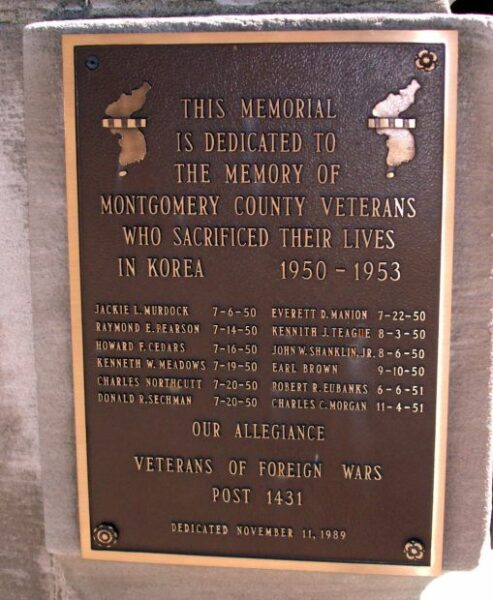 THIS MEMORIAL
IS DEDICATED TO
THE MEMORY OF
MONTGOMERY COUNTY VETERANS
WHO SACRIFICED THEIR LIVES
IN KOREA 1950 - 1953
JACKIE L. MURDOCK 7-6-50
RAYMOND E. PEARSON 7-14-50
HOWARD F. CEDARS 7-16-50
KENNETH W. MEADOWS 7-19-50
CHARLES NORTHCUTT 7-20-50
DONALD R. SECHMAN 7-20-50
EVERETT D. MANION 7-22-50
KENNITH J. TEAGUE 8-3-50
JOHN W. SHANKLIN, JR. 8-6-50
EARL BROWN 9-10-50
ROBERT R. EUBANKS 6-6-51
CHARLES C. MORGAN 11-4-51
OUR ALLEGIANCE
VETERANS OF FOREIGN WARS
POST 1431
DEDICATED NOVEMBER 11, 1989